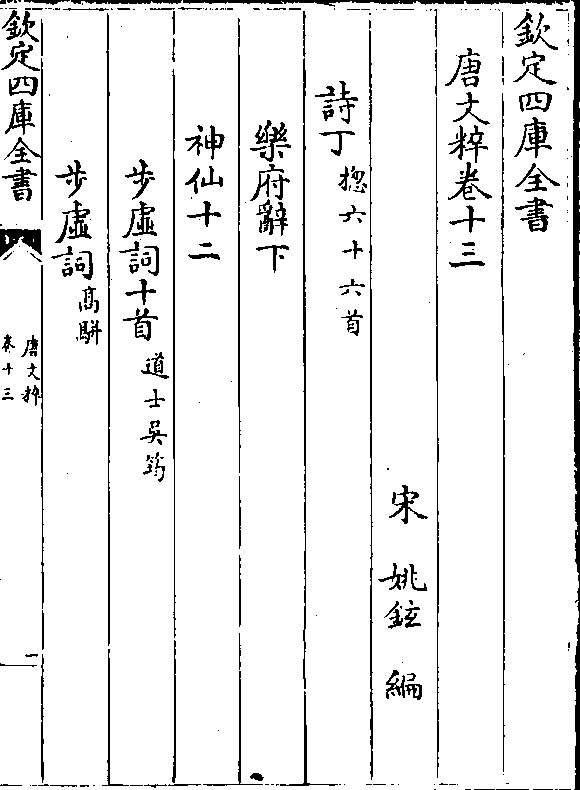 欽定四庫全書
唐文粹卷十三
宋 姚鉉 編
詩丁 揔六十六首
樂府辭下
神仙十二
步虛詞十首 道士吳筠
步虛詞 高駢
欽定四庫全書
唐文粹
卷十三
一